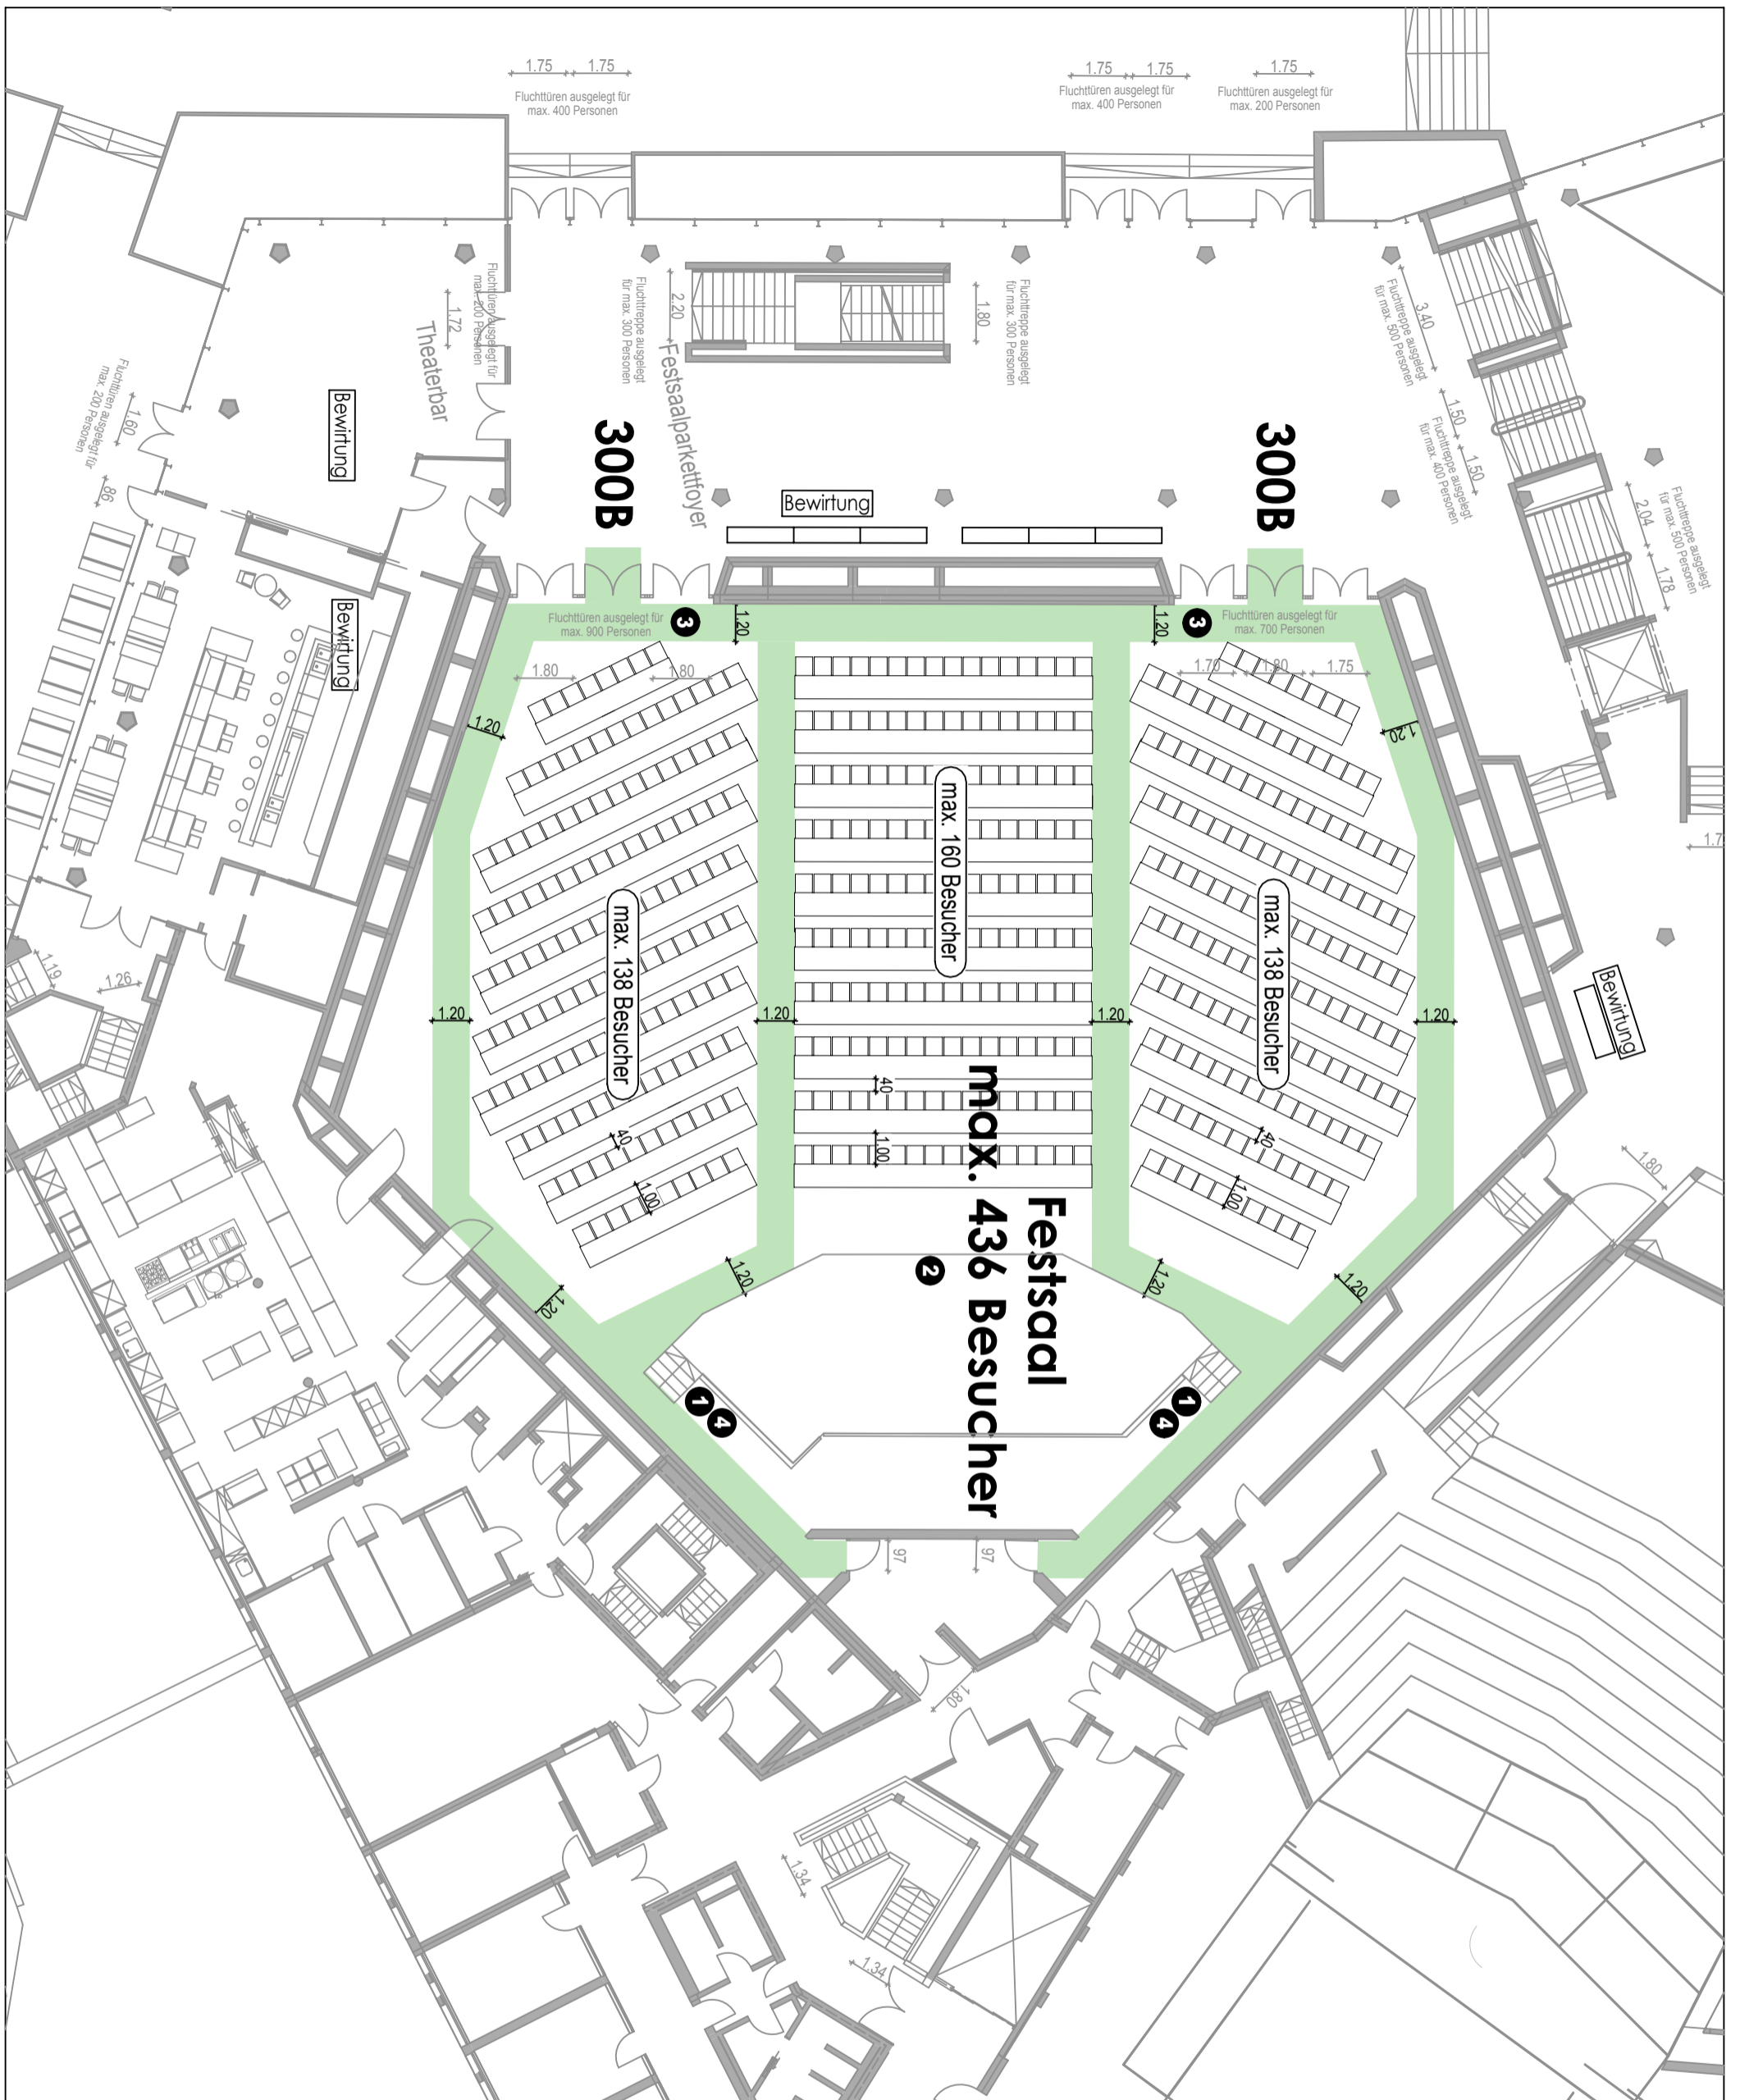 1.75 1.75
Fluchttüren ausgelegt für
max. 400 Personen
1.75 1.75
Fluchttüren ausgelegt für
max. 400 Personen
1.75
Fluchttüren ausgelegt für
max. 200 Personen
Fluchttüren ausgelegt für
max. 200 Personen
1.72
Theaterbar
Fluchttreppe ausgelegt
für max. 300 Personen
2.20
Festsaalparkettfoyer
1.80
Fluchttreppe ausgelegt
für max. 300 Personen
3.40
Fluchttreppe ausgelegt
für max. 500 Personen
1.50
1.50
Fluchttreppe ausgelegt
für max. 400 Personen
Fluchttreppe ausgelegt
für max. 500 Personen
2.04
1.78
Fluchttüren ausgelegt für
max. 200 Personen
1.60
86
Bewirtung
300B
300B
Bewirtung
Bewirtung
Fluchttüren ausgelegt für
max. 900 Personen
3
1.20
1.20
3
Fluchttüren ausgelegt für
max. 700 Personen
1.80
1.80
1.70
1.80
1.75
1.20
1.20
1.7
max. 138 Besucher
max. 160 Besucher
max. 138 Besucher
Bewirtung
1.19
1.26
1.20
1.20
1.20
1.20
40
1.00
40
1.00
40
1.00
1.80
Festsaal
max. 436 Besucher
2
1.20
1.20
1.20
1.20
1
4
1
4
97
97
1.80
1.34
1.34